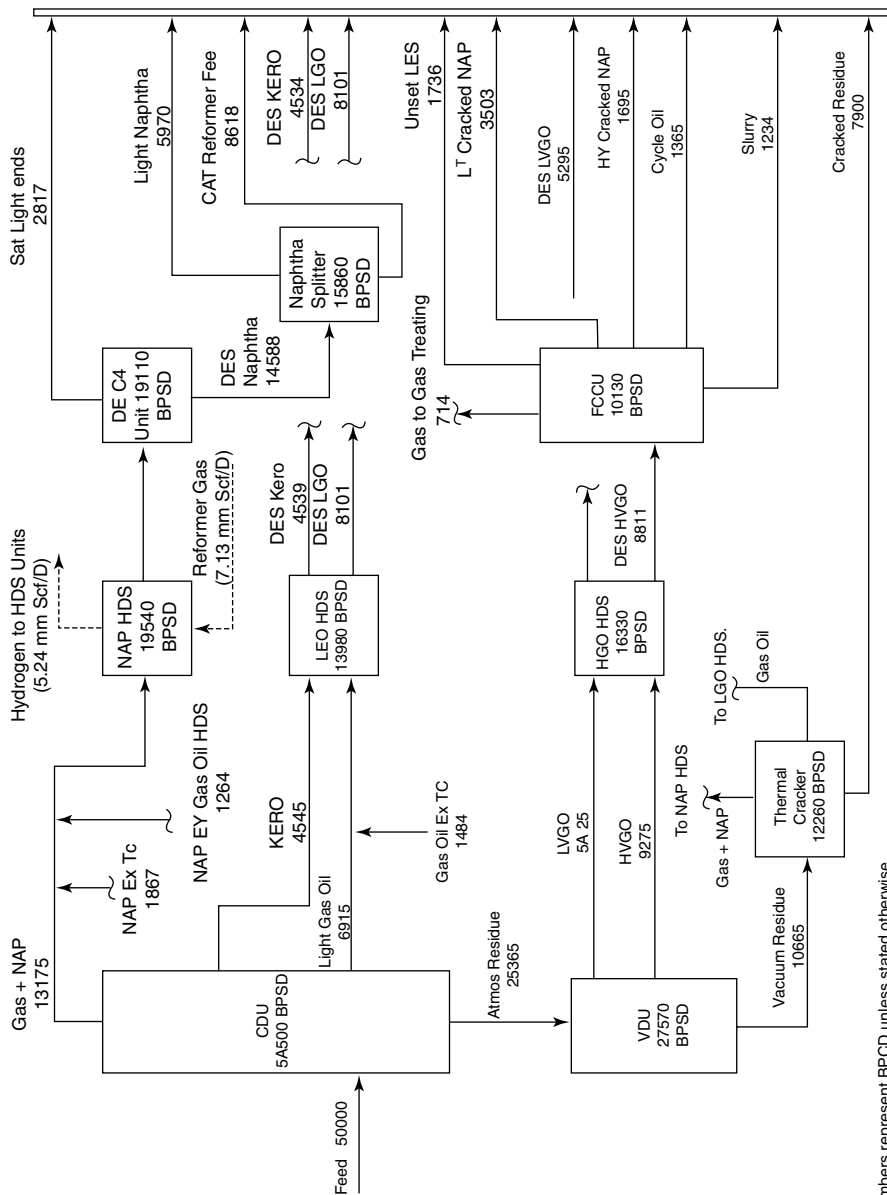 Sat Light ends
2817
Light Naphtha
5970
CAT Reformer Fee
8618
DES KERO
4534
DES LGO
8101
Unset LES
1736
Lᵀ Cracked NAP
3503
DES LVGO
5295
HY Cracked NAP
1695
Cycle Oil
1365
Slurry
1234
Cracked Residue
7900
Hydrogen to HDS Units
(5.24 mm Scf/D)
DE C4
Unit 19110
BPSD
DES
Naphtha
14588
Naphtha
Splitter
15860
BPSD
Reformer Gas
(7.13 mm Scf/D)
NAP HDS
19540
BPSD
DES Kero
4539
DES LGO
8101
LEO HDS
13980 BPSD
Gas to Gas Treating
714
FCCU
10130
BPSD
DES HVGO
8811
HGO HDS
16330
BPSD
To LGO HDS.
Gas Oil
Gas + NAP
13175
NAP Ex Tc
1867
NAP EY Gas Oil HDS
1264
KERO
4545
Light Gas Oil
6915
Gas Oil Ex TC
1484
LVGO
5A 25
HVGO
9275
To NAP HDS
Gas + NAP
Thermal
Cracker
12260 BPSD
Feed 50000
CDU
5A500 BPSD
Atmos Residue
25365
VDU
27570
BPSD
Vacuum Residue
10665
mbers represent BPCD unless stated otherwise